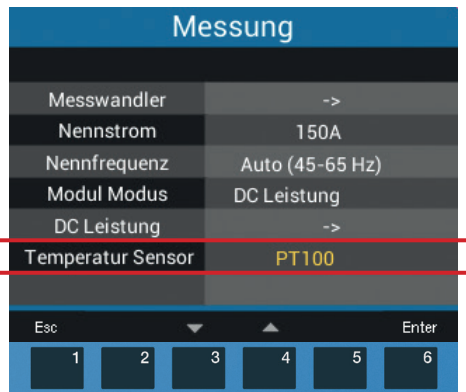 Messung
Messwandler ->
Nennstrom 150A
Nennfrequenz Auto (45-65 Hz)
Modul Modus DC Leistung
DC Leistung ->
Temperatur Sensor PT100
Esc Enter
1 2 3 4 5 6